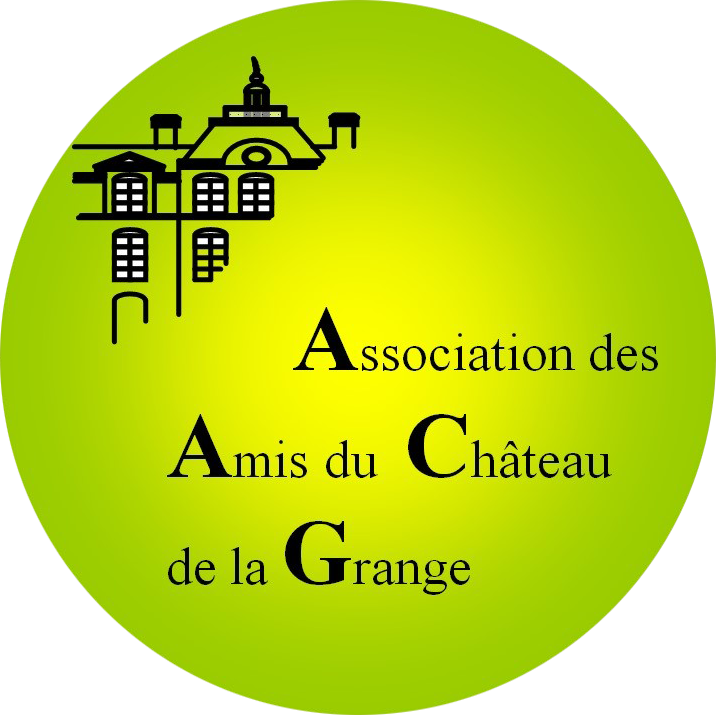 Association des
Amis du Château
de la Grange